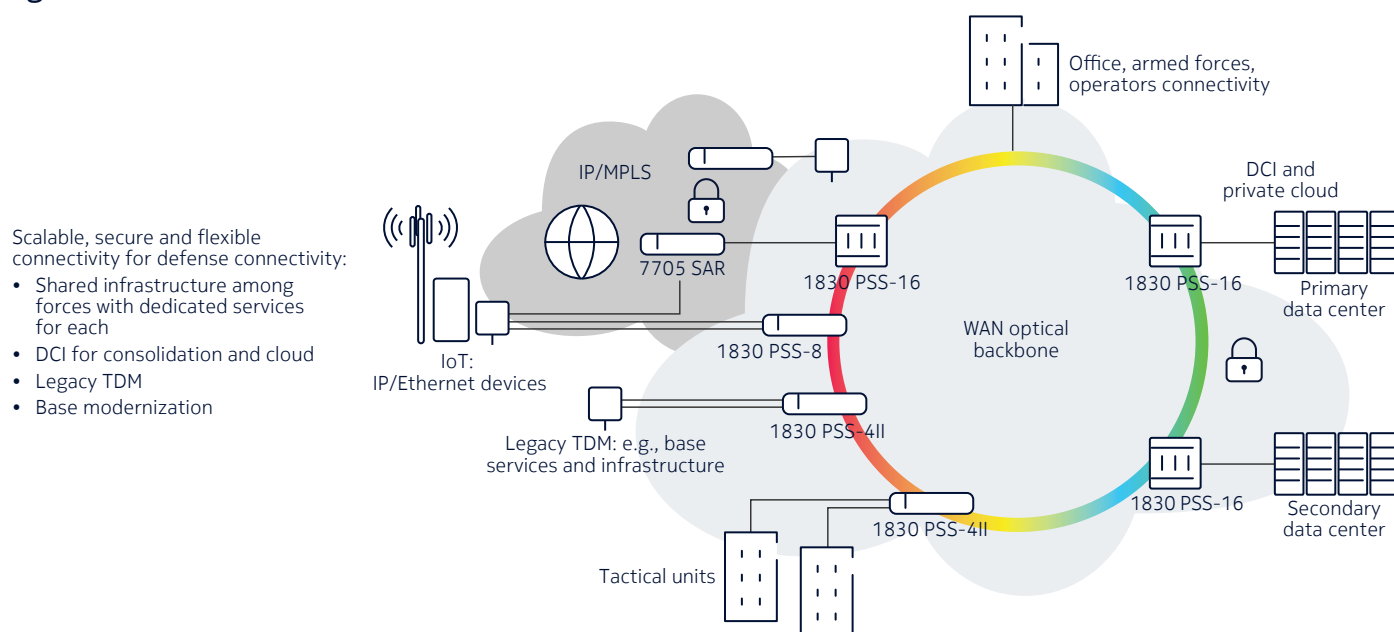 Scalable, secure and flexible
connectivity for defense connectivity:
• Shared infrastructure among
forces with dedicated services
for each
• DCI for consolidation and cloud
• Legacy TDM
• Base modernization
Office, armed forces,
operators connectivity
IP/MPLS
7705 SAR
1830 PSS-16
DCI and
private cloud
1830 PSS-16
Primary
data center
IoT:
IP/Ethernet devices
1830 PSS-8
WAN optical
backbone
1830 PSS-4II
Legacy TDM: e.g., base
services and infrastructure
1830 PSS-16
Secondary
data center
1830 PSS-4II
Tactical units